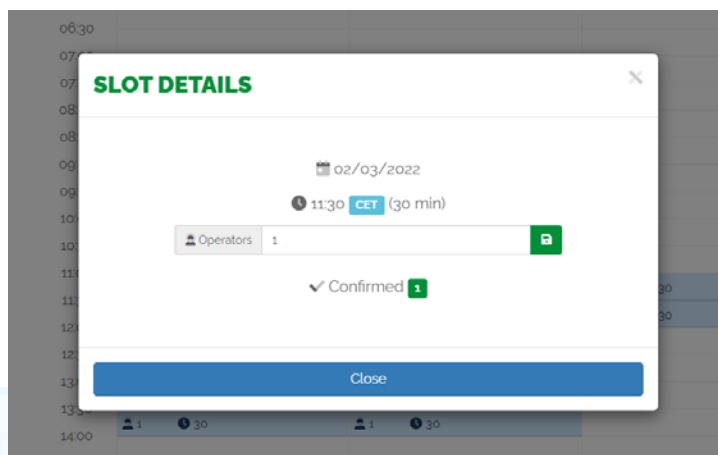 06:30
SLOT DETAILS
×
02/03/2022
11:30 CET (30 min)
Operators 1
Confirmed 1
Close
30
30
1 30 1 30
14:00